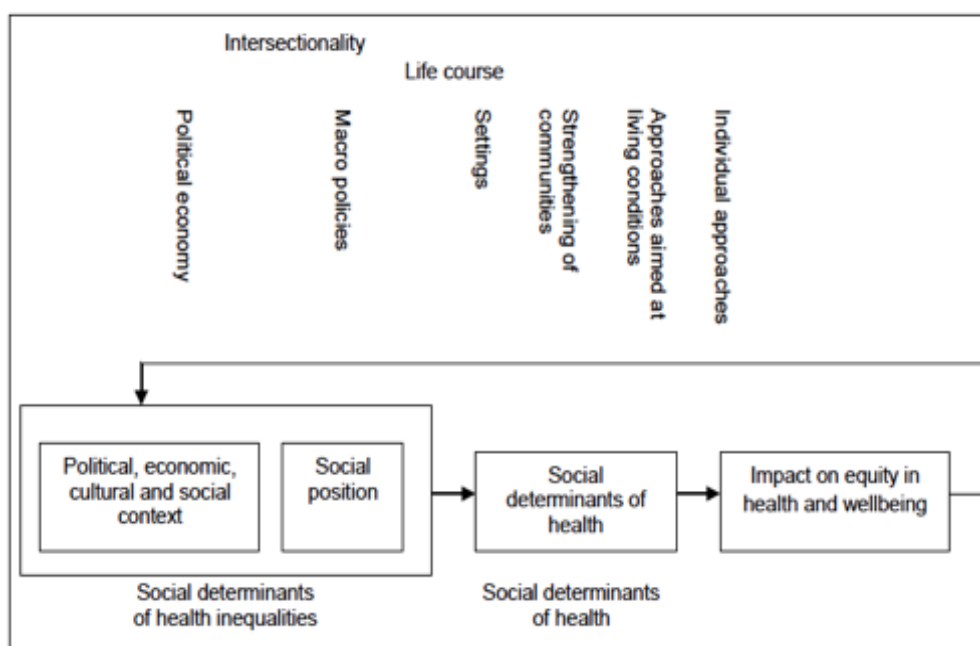 Intersectionality
Life course
Political economy
Macro policies
Settings
Strengthening of
communities
Approaches aimed at
living conditions
Individual approaches
Political, economic,
cultural and social
context
Social
position
Social
determinants of
health
Impact on equity in
health and wellbeing
Social determinants
of health inequalities
Social determinants
of health